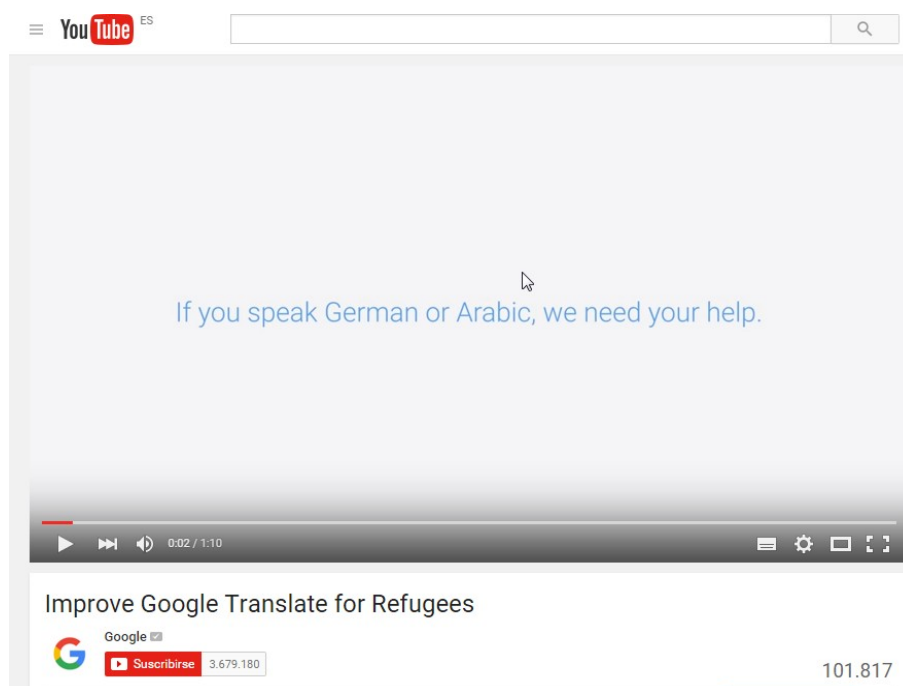 YouTube ES
If you speak German or Arabic, we need your help.
0:02 / 1:10
Improve Google Translate for Refugees
Google
Suscribirse 3.679.180
101.817